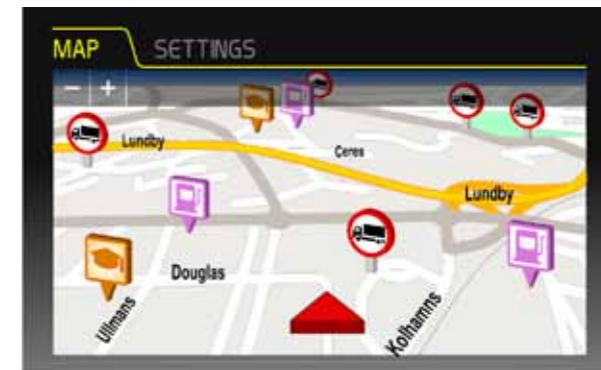 MAP SETTINGS
- +
Lundby
Ceres
Lundby
Douglas
Ullmans
Kolhamns